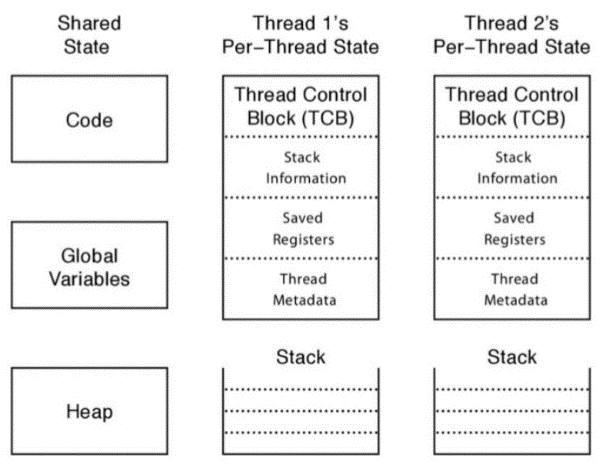 Shared
State
Thread 1's
Per-Thread State
Thread 2's
Per-Thread State
Code
Global
Variables
Heap
Thread Control
Block (TCB)
Stack
Information
Saved
Registers
Thread
Metadata
Stack
Thread Control
Block (TCB)
Stack
Information
Saved
Registers
Thread
Metadata
Stack